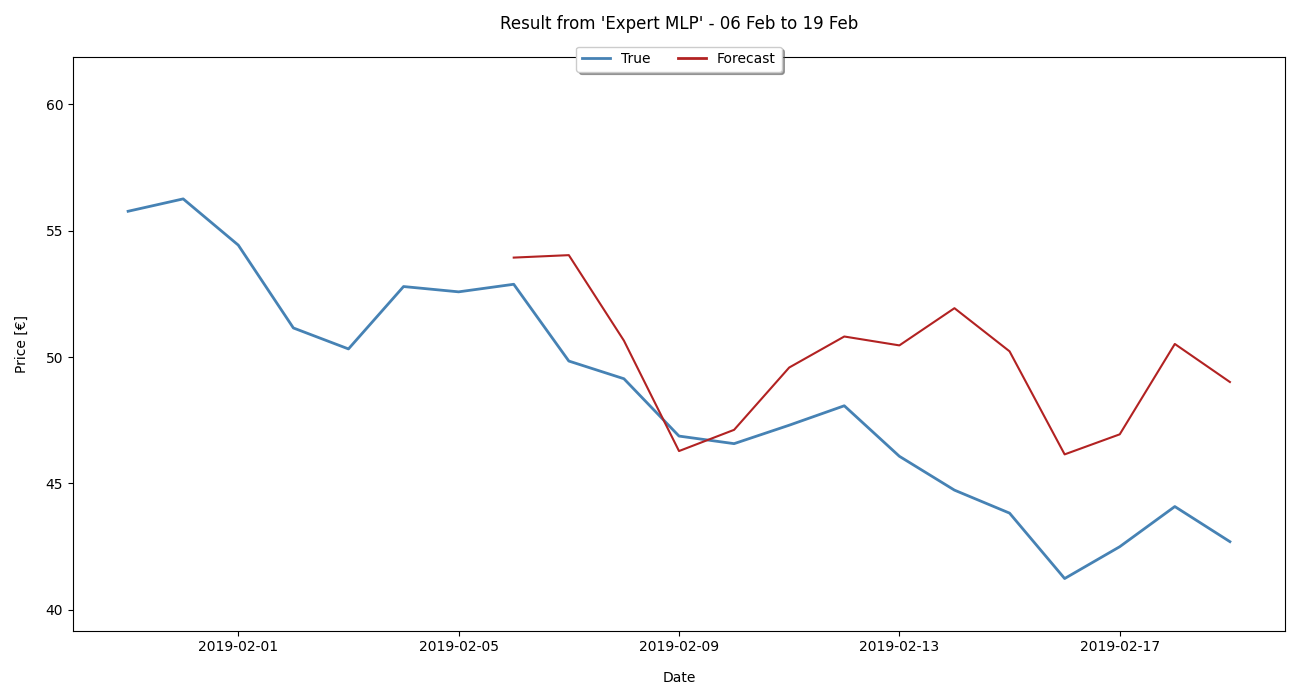 Result from 'Expert MLP' - 06 Feb to 19 Feb
True Forecast
60
55
50
45
40
Price [€]
2019-02-01 2019-02-05 2019-02-09 2019-02-13 2019-02-17
Date